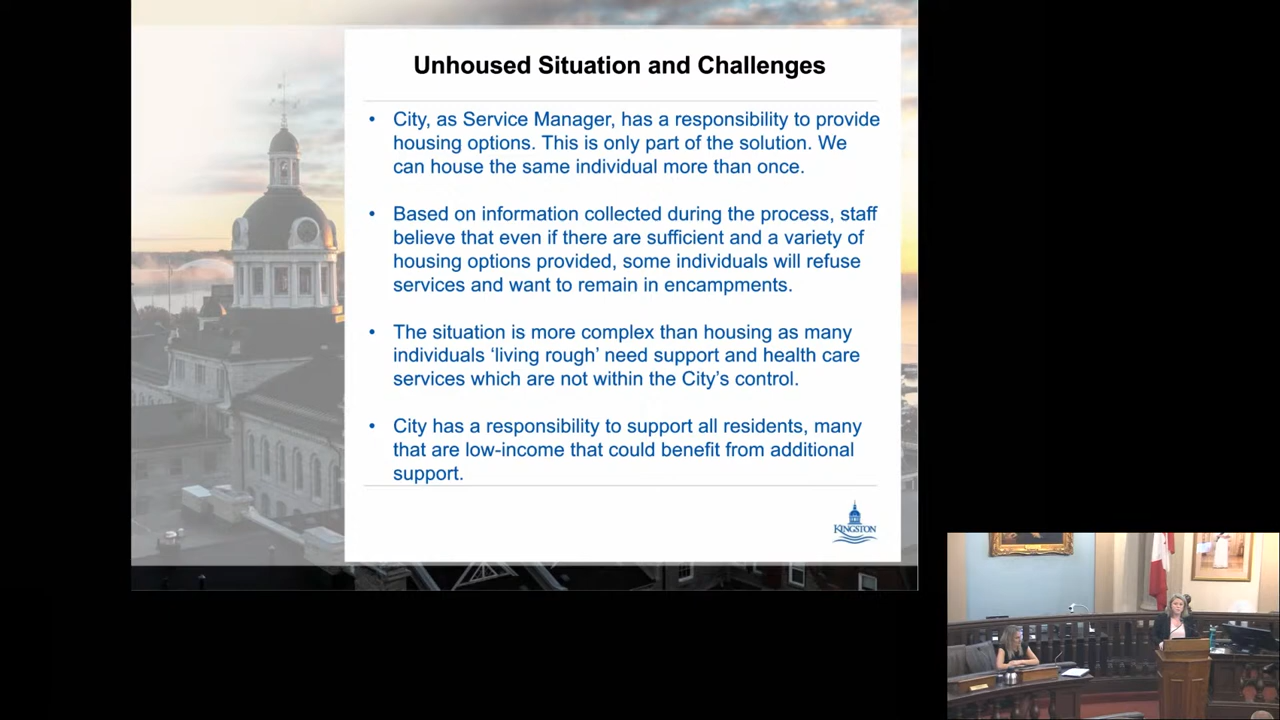 Unhoused Situation and Challenges
• City, as Service Manager, has a responsibility to provide
housing options. This is only part of the solution. We
can house the same individual more than once.
• Based on information collected during the process, staff
believe that even if there are sufficient and a variety of
housing options provided, some individuals will refuse
services and want to remain in encampments.
• The situation is more complex than housing as many
individuals ‘living rough’ need support and health care
services which are not within the City’s control.
• City has a responsibility to support all residents, many
that are low-income that could benefit from additional
support.
KINGSTON